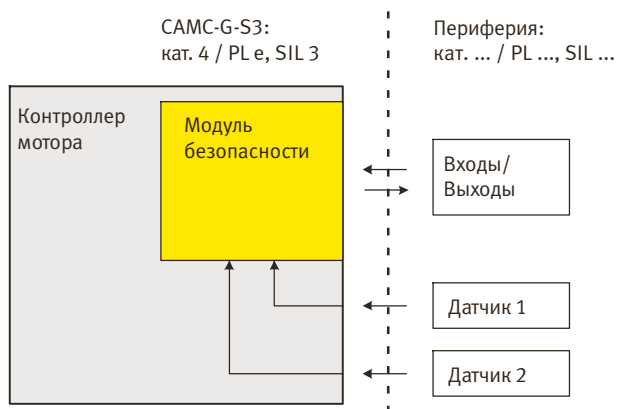 CAMC-G-S3:
кат. 4 / PL e, SIL 3
Периферия:
кат. ... / PL ..., SIL ...
Контроллер
мотора
Модуль
безопасности
Входы/
Выходы
Датчик 1
Датчик 2